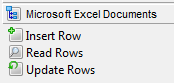 Microsoft Excel Documents
Insert Row
Read Rows
Update Rows